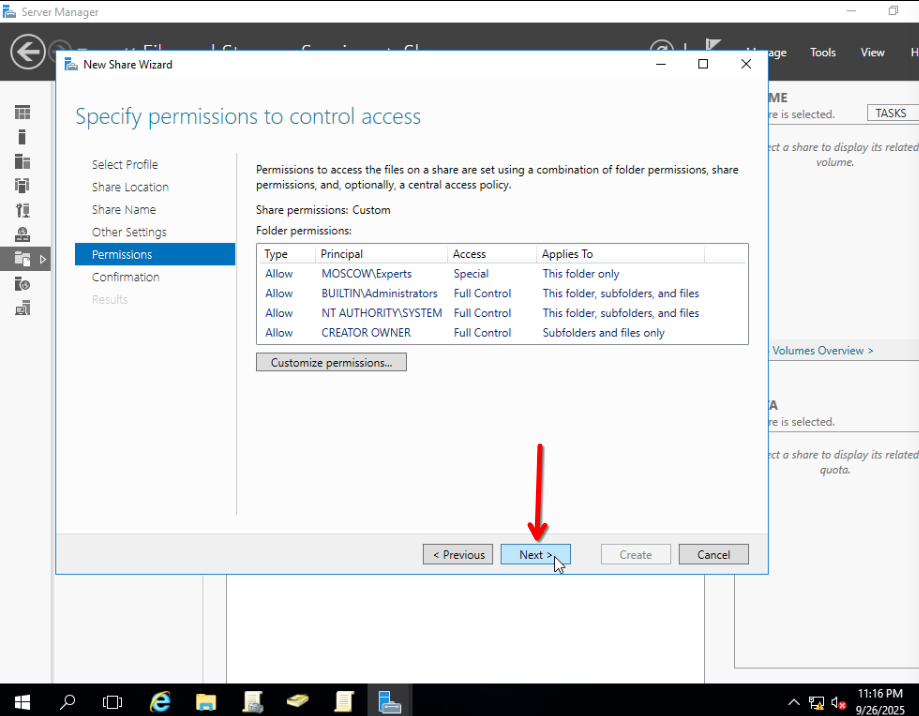 Server Manager
Manage Tools View H
New Share Wizard
Specify permissions to control access
Select Profile
Share Location
Share Name
Other Settings
Permissions
Confirmation
Results
Permissions to access the files on a share are set using a combination of folder permissions, share
permissions, and, optionally, a central access policy.
Share permissions: Custom
Folder permissions:
Type Principal Access Applies To
Allow MOSCOW\Experts Special This folder only
Allow BUILTIN\Administrators Full Control This folder, subfolders, and files
Allow NT AUTHORITY\SYSTEM Full Control This folder, subfolders, and files
Allow CREATOR OWNER Full Control Subfolders and files only
Customize permissions...
< Previous Next > Create Cancel
ME
re is selected. TASKS
ect a share to display its related
volume.
Volumes Overview >
TA
re is selected.
ect a share to display its related
quota.
11:16 PM
9/26/2025